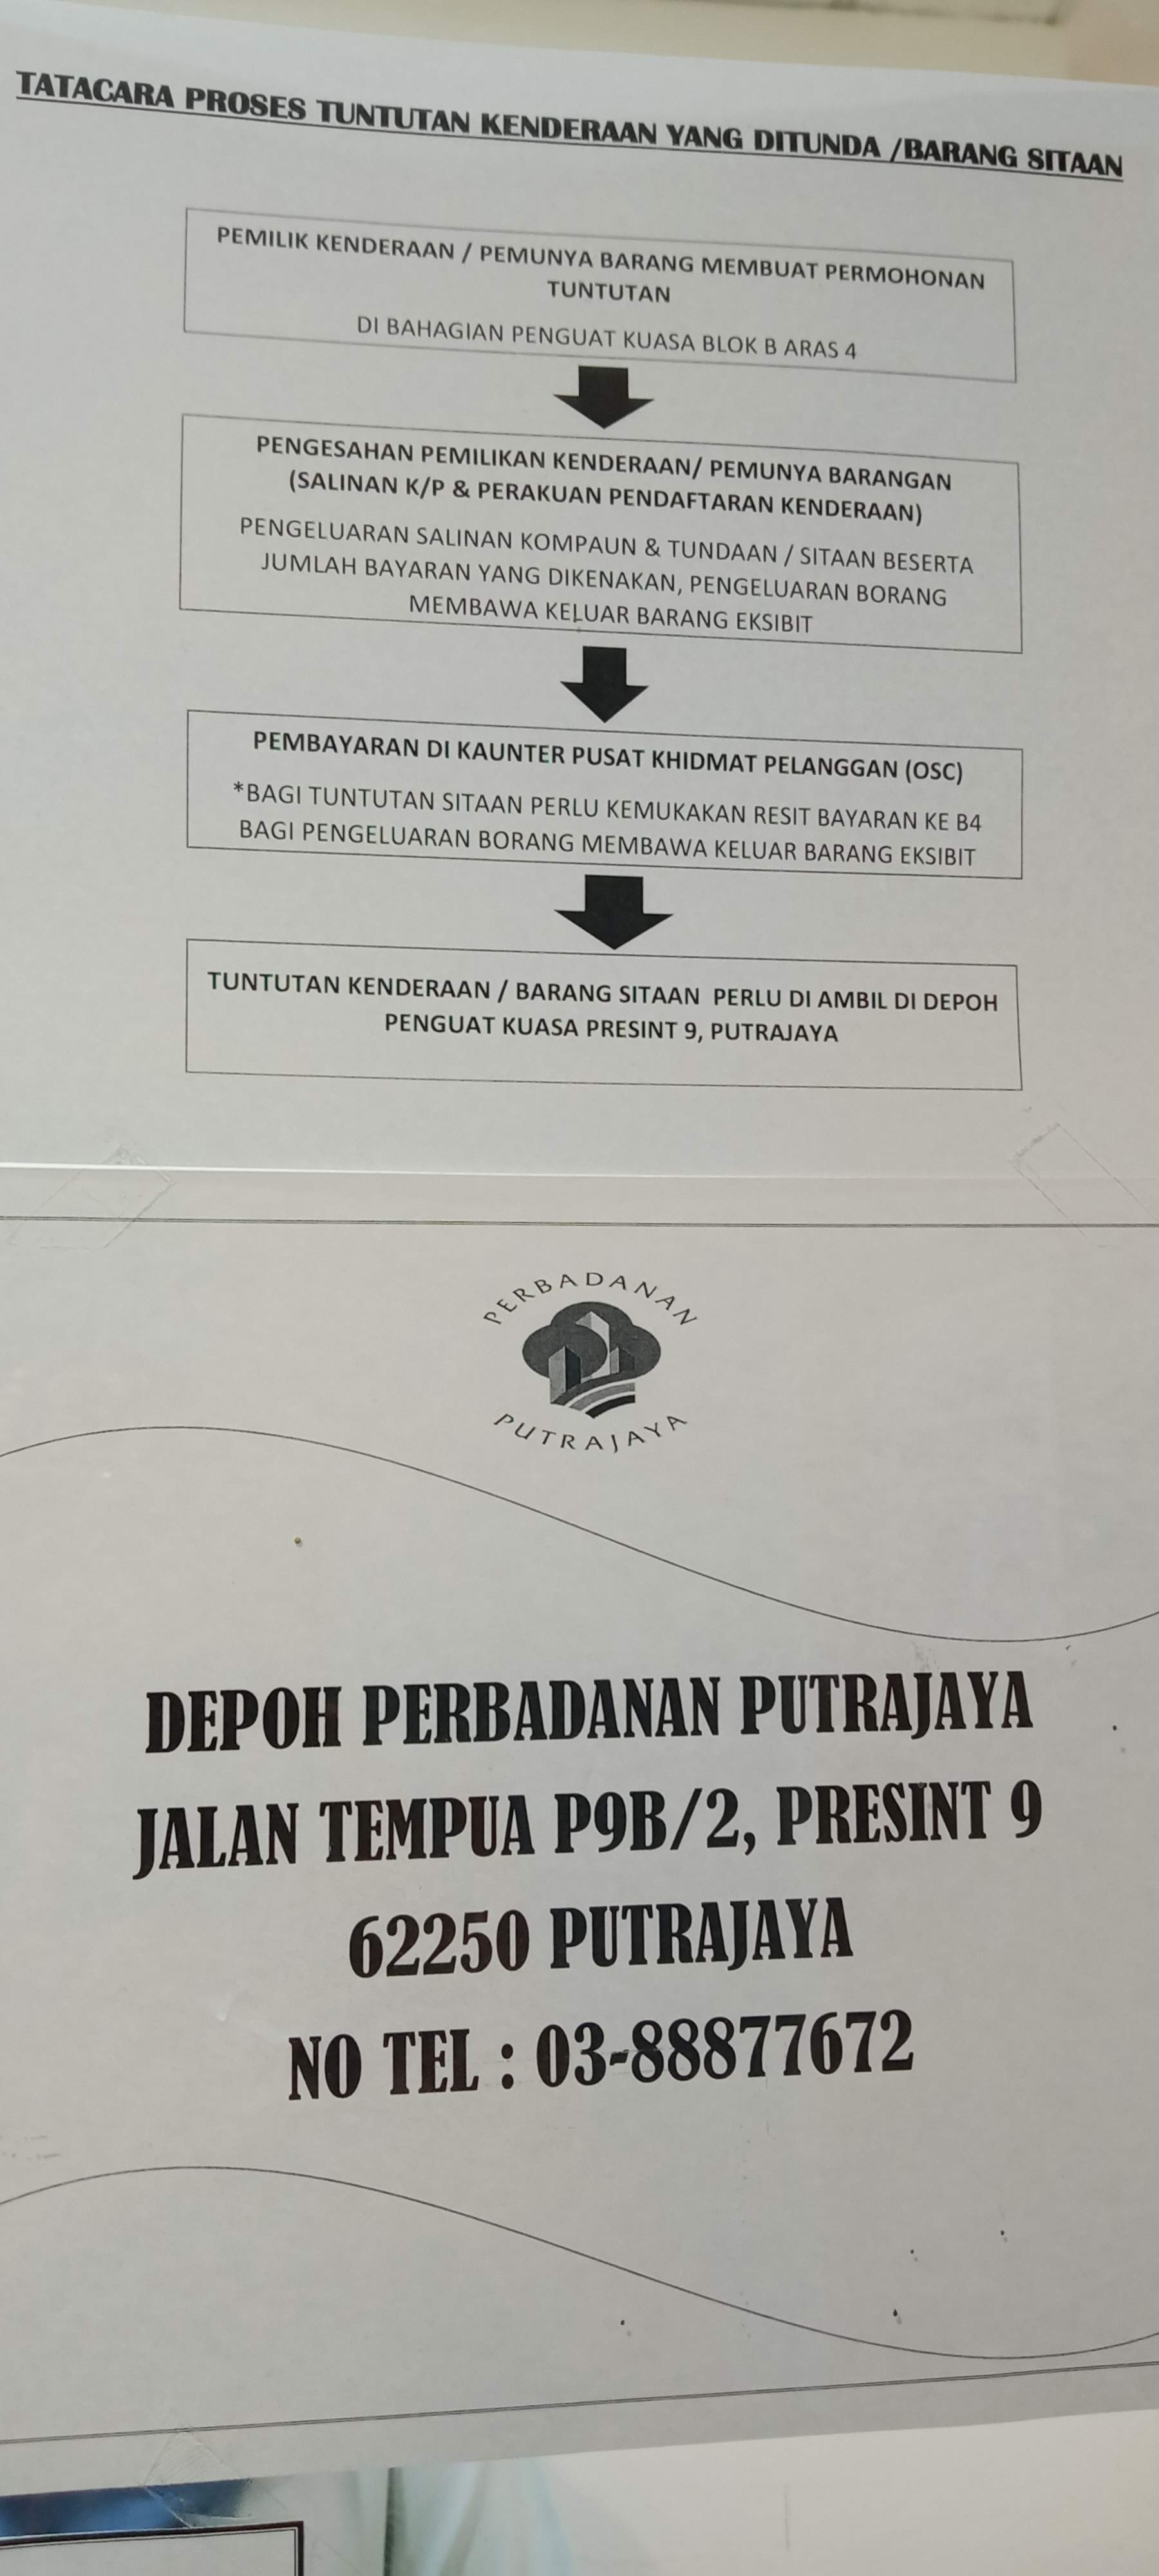 TATACARA PROSES TUNTUTAN KENDERAAN YANG DITUNDA /BARANG SITAAN
PEMILIK KENDERAAN / PEMUNYA BARANG MEMBUAT PERMOHONAN
TUNTUTAN
DI BAHAGIAN PENGUAT KUASA BLOK B ARAS 4
PENGESAHAN PEMILIKAN KENDERAAN/ PEMUNYA BARANGAN
(SALINAN K/P & PERAKUAN PENDAFTARAN KENDERAAN)
PENGELUARAN SALINAN KOMPAUN & TUNDAAN / SITAAN BESERTA
JUMLAH BAYARAN YANG DIKENAKAN, PENGELUARAN BORANG
MEMBAWA KELUAR BARANG EKSIBIT
PEMBAYARAN DI KAUNTER PUSAT KHIDMAT PELANGGAN (OSC)
*BAGI TUNTUTAN SITAAN PERLU KEMUKAKAN RESIT BAYARAN KE B4
BAGI PENGELUARAN BORANG MEMBAWA KELUAR BARANG EKSIBIT
TUNTUTAN KENDERAAN / BARANG SITAAN PERLU DI AMBIL DI DEPOH
PENGUAT KUASA PRESINT 9, PUTRAJAYA
PERBADANAN
PUTRAJAYA
DEPOH PERBADANAN PUTRAJAYA
JALAN TEMPUA P9B/2, PRESINT 9
62250 PUTRAJAYA
NO TEL : 03-88877672